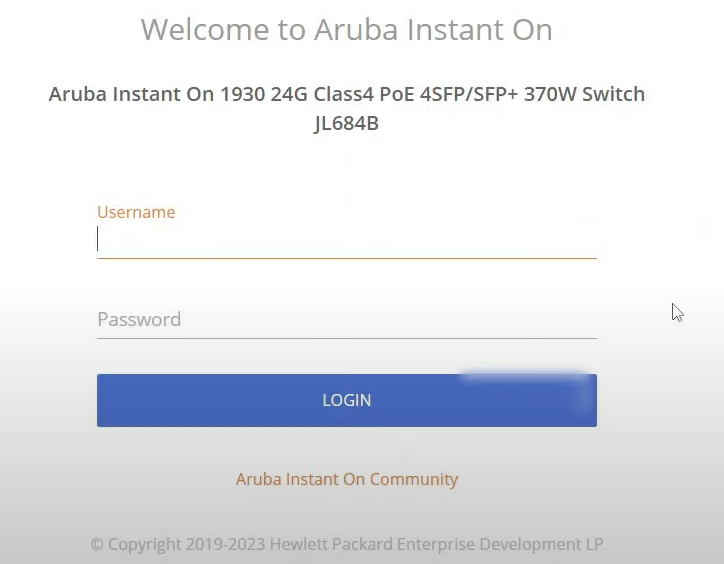 Welcome to Aruba Instant On
Aruba Instant On 1930 24G Class4 PoE 4SFP/SFP+ 370W Switch
JL684B
Username
Password
LOGIN
Aruba Instant On Community
© Copyright 2019-2023 Hewlett Packard Enterprise Development LP